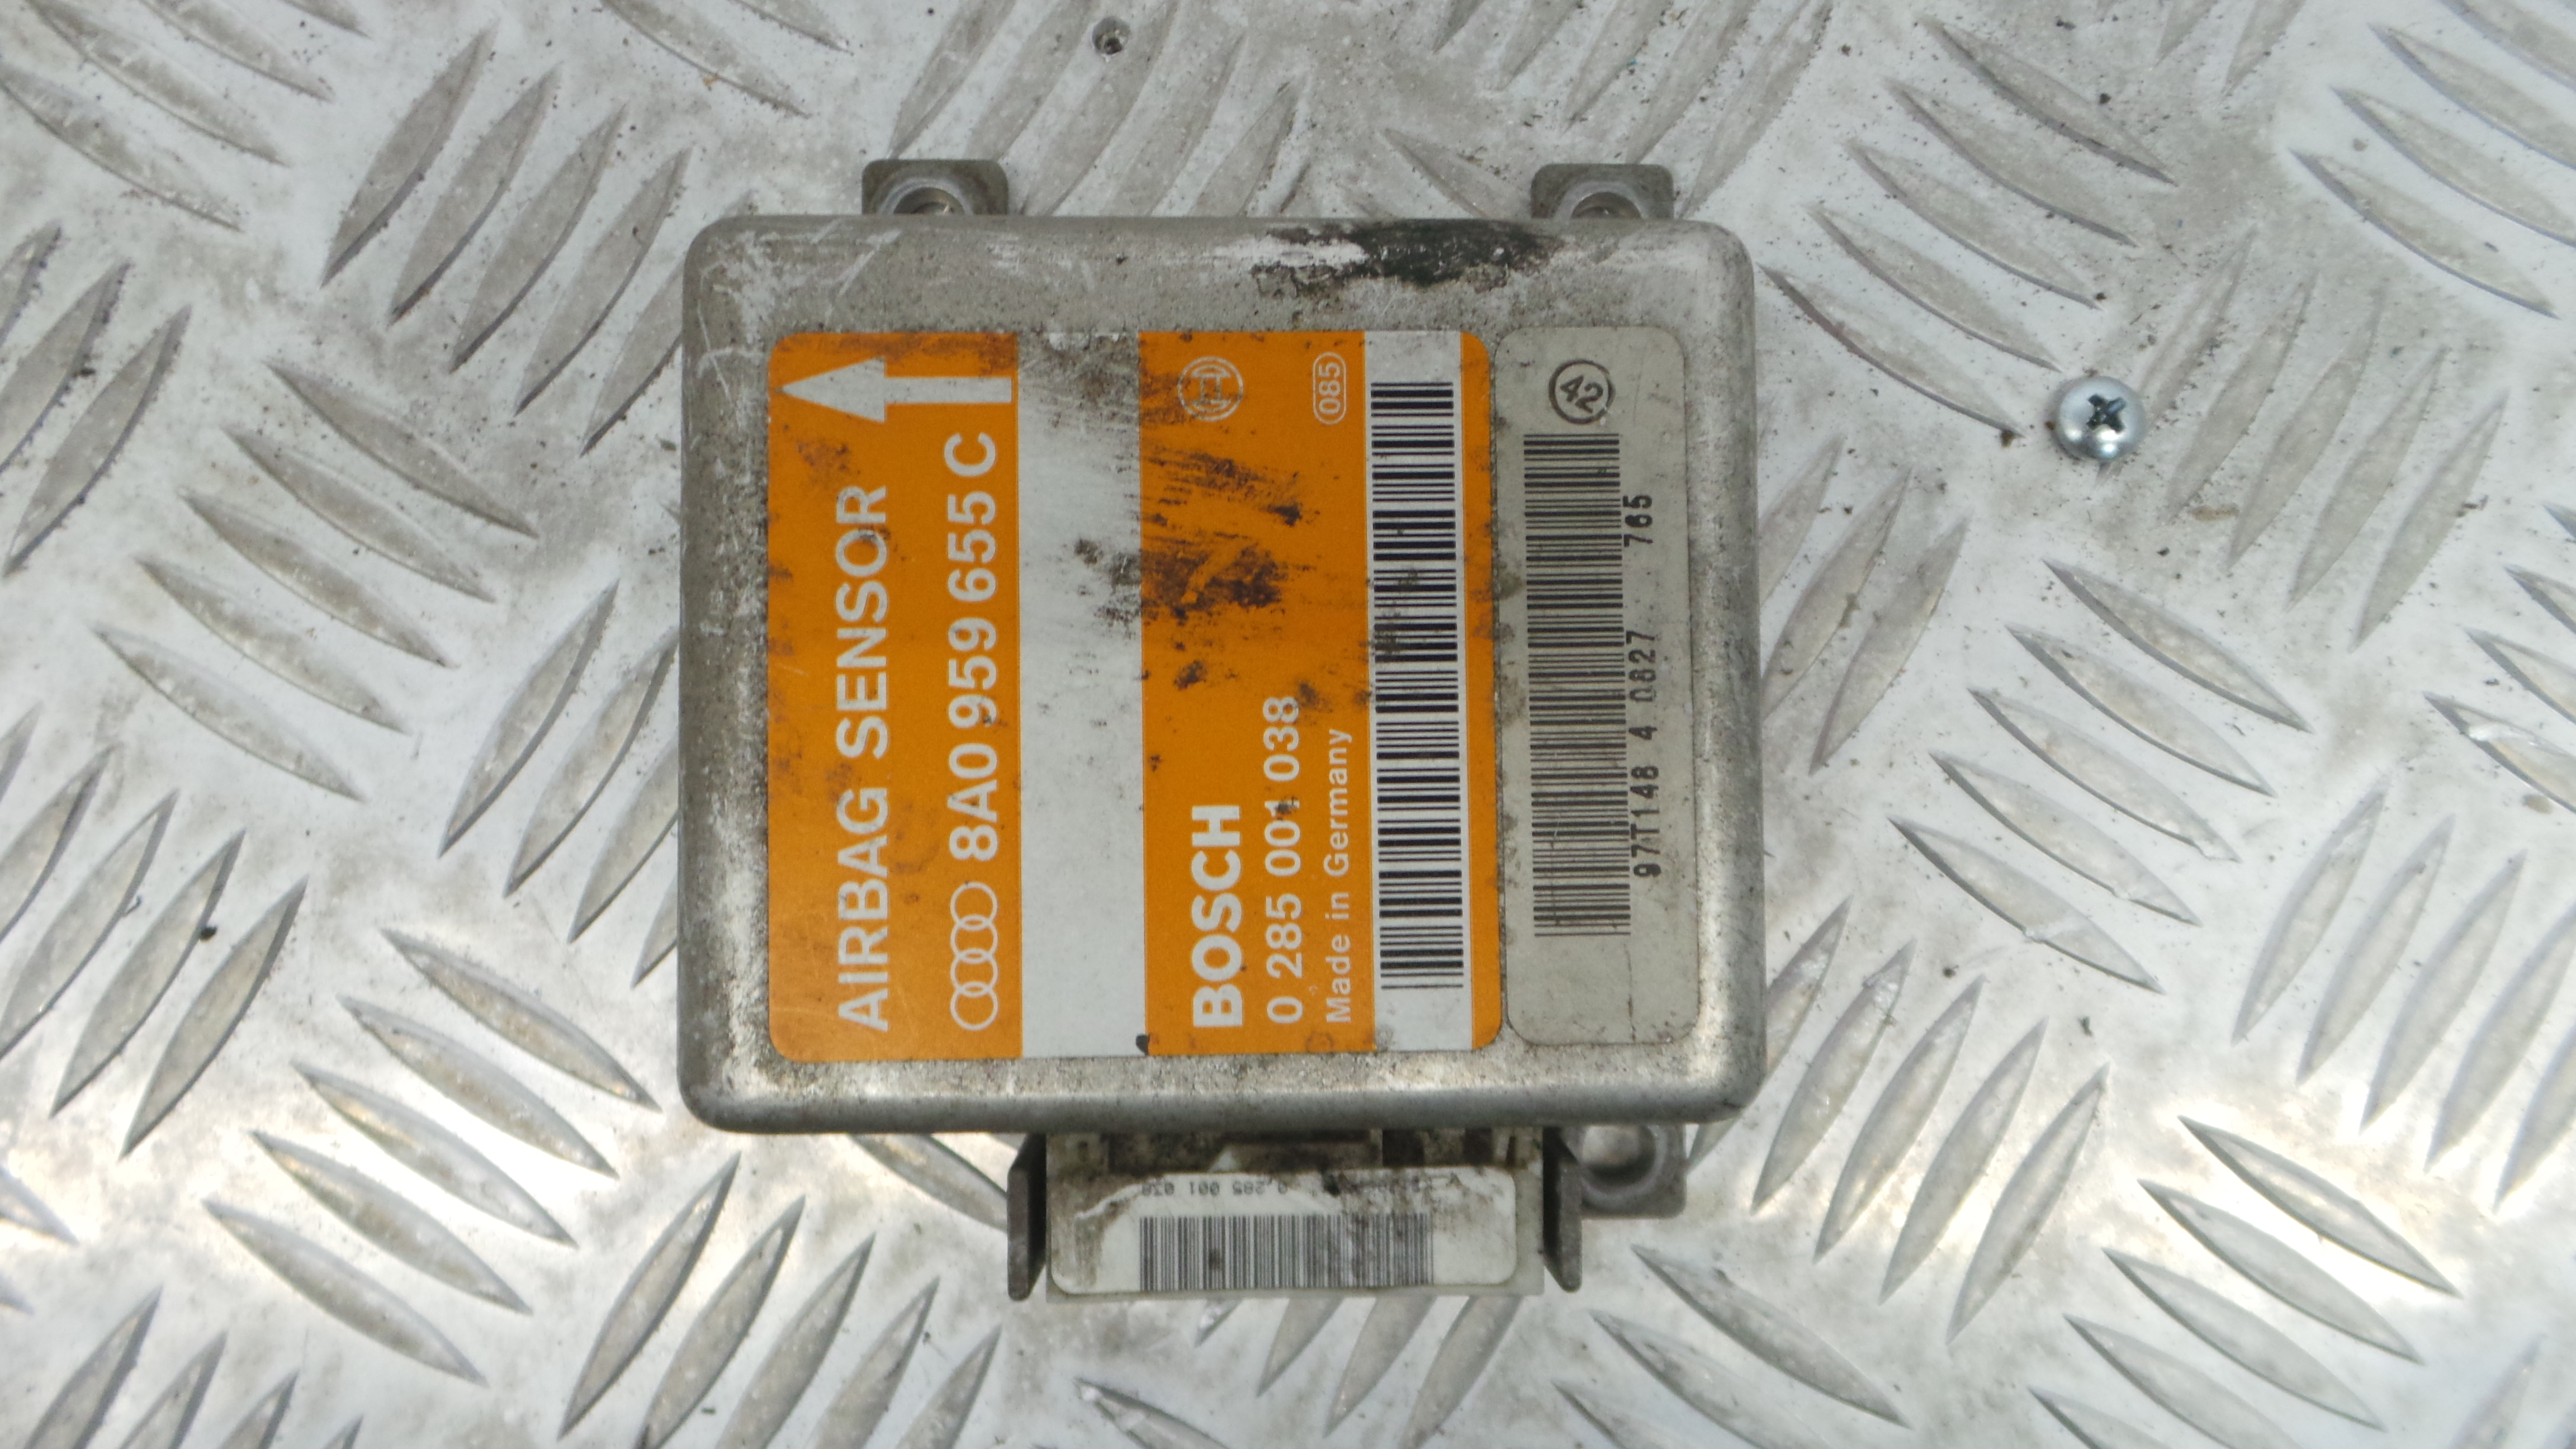 AIRBAG SENSOR
8A0 959 655 C
BOSCH
085
0 285 001 038
Made in Germany
42
97T148 4 0827 765
0 285 001 038